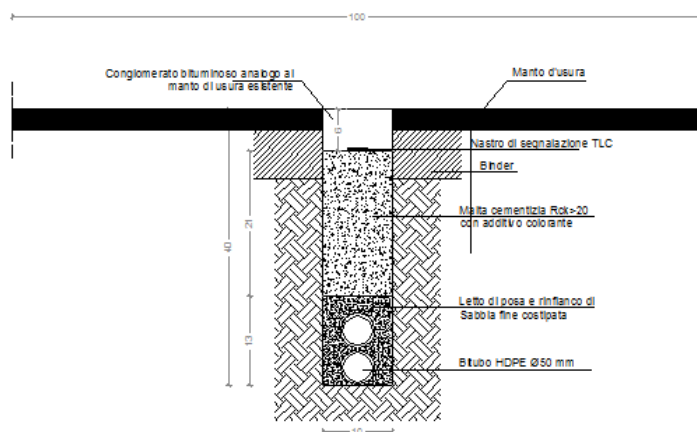 100
Conglomerato bituminoso analogo al
manto di usura esistente
Manto d'usura
6
Nastro di segnalazione TLC
Binder
21
40
Malta cementizia Rck>20
con additivo colorante
Letto di posa e rinfianco di
Sabbia fine costipata
13
Bitubo HDPE Ø50 mm
10